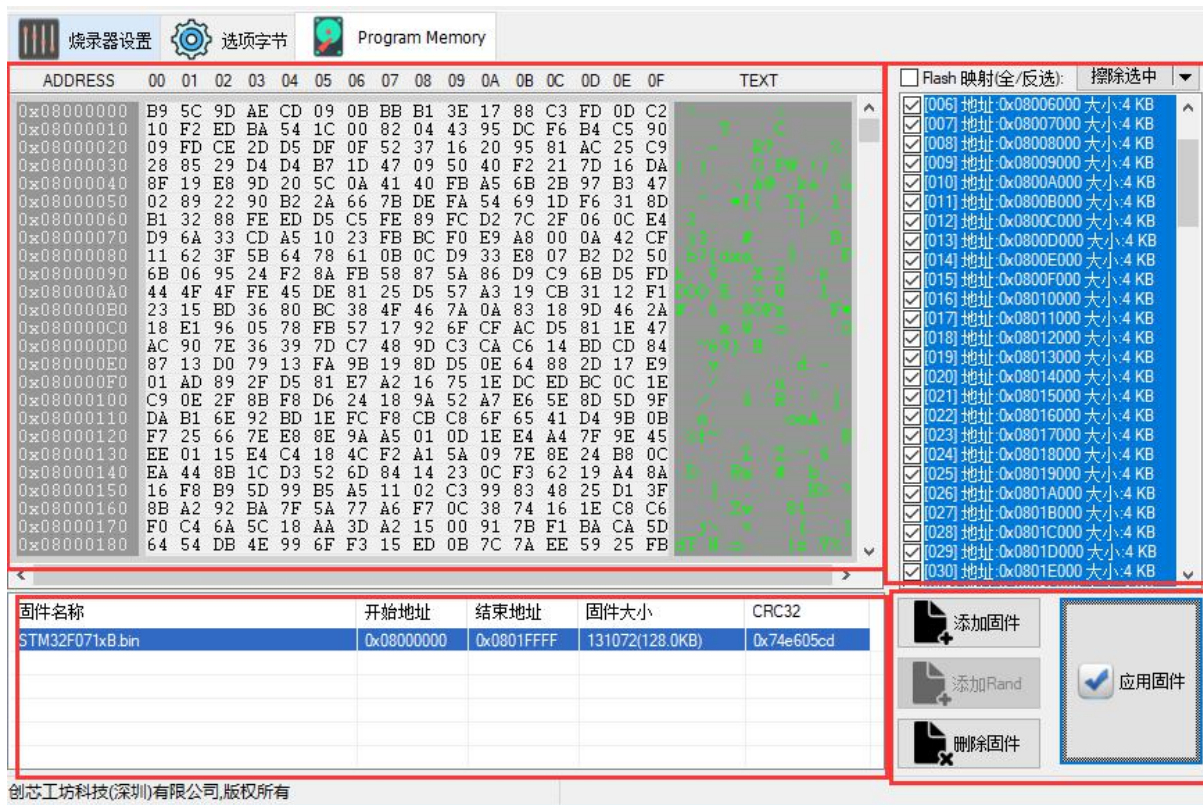 烧录器设置 选项字节 Program Memory
ADDRESS 00 01 02 03 04 05 06 07 08 09 0A 0B 0C 0D 0E 0F TEXT
0x08000000 B9 5C 9D AE CD 09 0B BB B1 3E 17 88 C3 FD 0D C2
0x08000010 10 F2 ED BA 54 1C 00 82 04 43 95 DC F6 B4 C5 90
0x08000020 09 FD CE 2D D5 DF 0F 52 37 16 20 95 81 AC 25 C9
0x08000030 28 85 29 D4 D4 B7 1D 47 09 50 40 F2 21 7D 16 DA
0x08000040 8F 19 E8 9D 20 5C 0A 41 40 FB A5 6B 2B 97 B3 47
0x08000050 02 89 22 90 B2 2A 66 7B DE FA 54 69 1D F6 31 8D
0x08000060 B1 32 88 FE ED D5 C5 FE 89 FC D2 7C 2F 06 0C E4
0x08000070 D9 6A 33 CD A5 10 23 FB BC F0 E9 A8 00 0A 42 CF
0x08000080 11 62 3F 5B 64 78 61 0B 0C D9 33 E8 07 B2 D2 50
0x08000090 6B 06 95 24 F2 8A FB 58 87 5A 86 D9 C9 6B D5 FD
0x080000A0 44 4F 4F FE 45 DE 81 25 D5 57 A3 19 CB 31 12 F1
0x080000B0 23 15 BD 36 80 BC 38 4F 46 7A 0A 83 18 9D 46 2A
0x080000C0 18 E1 96 05 78 FB 57 17 92 6F CF AC D5 81 1E 47
0x080000D0 AC 90 7E 36 39 7D C7 48 9D C3 CA C6 14 BD CD 84
0x080000E0 87 13 D0 79 13 FA 9B 19 8D D5 0E 64 88 2D 17 E9
0x080000F0 01 AD 89 2F D5 81 E7 A2 16 75 1E DC ED BC 0C 1E
0x08000100 C9 0E 2F 8B F8 D6 24 18 9A 52 A7 E6 5E 8D 5D 9F
0x08000110 DA B1 6E 92 BD 1E FC F8 CB C8 6F 65 41 D4 9B 0B
0x08000120 F7 25 66 7E E8 8E 9A A5 01 0D 1E E4 A4 7F 9E 45
0x08000130 EE 01 15 E4 C4 18 4C F2 A1 5A 09 7E 8E 24 B8 0C
0x08000140 EA 44 8B 1C D3 52 6D 84 14 23 0C F3 62 19 A4 8A
0x08000150 16 F8 B9 5D 99 B5 A5 11 02 C3 99 83 48 25 D1 3F
0x08000160 8B A2 92 BA 7F 5A 77 A6 F7 0C 38 74 16 1E C8 C6
0x08000170 F0 C4 6A 5C 18 AA 3D A2 15 00 91 7B F1 BA CA 5D
0x08000180 64 54 DB 4E 99 6F F3 15 ED 0B 7C 7A EE 59 25 FB
Flash 映射(全/反选): 擦除选中
[006] 地址:0x08006000 大小:4 KB
[007] 地址:0x08007000 大小:4 KB
[008] 地址:0x08008000 大小:4 KB
[009] 地址:0x08009000 大小:4 KB
[010] 地址:0x0800A000 大小:4 KB
[011] 地址:0x0800B000 大小:4 KB
[012] 地址:0x0800C000 大小:4 KB
[013] 地址:0x0800D000 大小:4 KB
[014] 地址:0x0800E000 大小:4 KB
[015] 地址:0x0800F000 大小:4 KB
[016] 地址:0x08010000 大小:4 KB
[017] 地址:0x08011000 大小:4 KB
[018] 地址:0x08012000 大小:4 KB
[019] 地址:0x08013000 大小:4 KB
[020] 地址:0x08014000 大小:4 KB
[021] 地址:0x08015000 大小:4 KB
[022] 地址:0x08016000 大小:4 KB
[023] 地址:0x08017000 大小:4 KB
[024] 地址:0x08018000 大小:4 KB
[025] 地址:0x08019000 大小:4 KB
[026] 地址:0x0801A000 大小:4 KB
[027] 地址:0x0801B000 大小:4 KB
[028] 地址:0x0801C000 大小:4 KB
[029] 地址:0x0801D000 大小:4 KB
[030] 地址:0x0801E000 大小:4 KB
固件名称 开始地址 结束地址 固件大小 CRC32
STM32F071xB.bin 0x08000000 0x0801FFFF 131072(128.0KB) 0x74e605cd
添加固件
添加Rand
删除固件
应用固件
创芯工坊科技(深圳)有限公司,版权所有